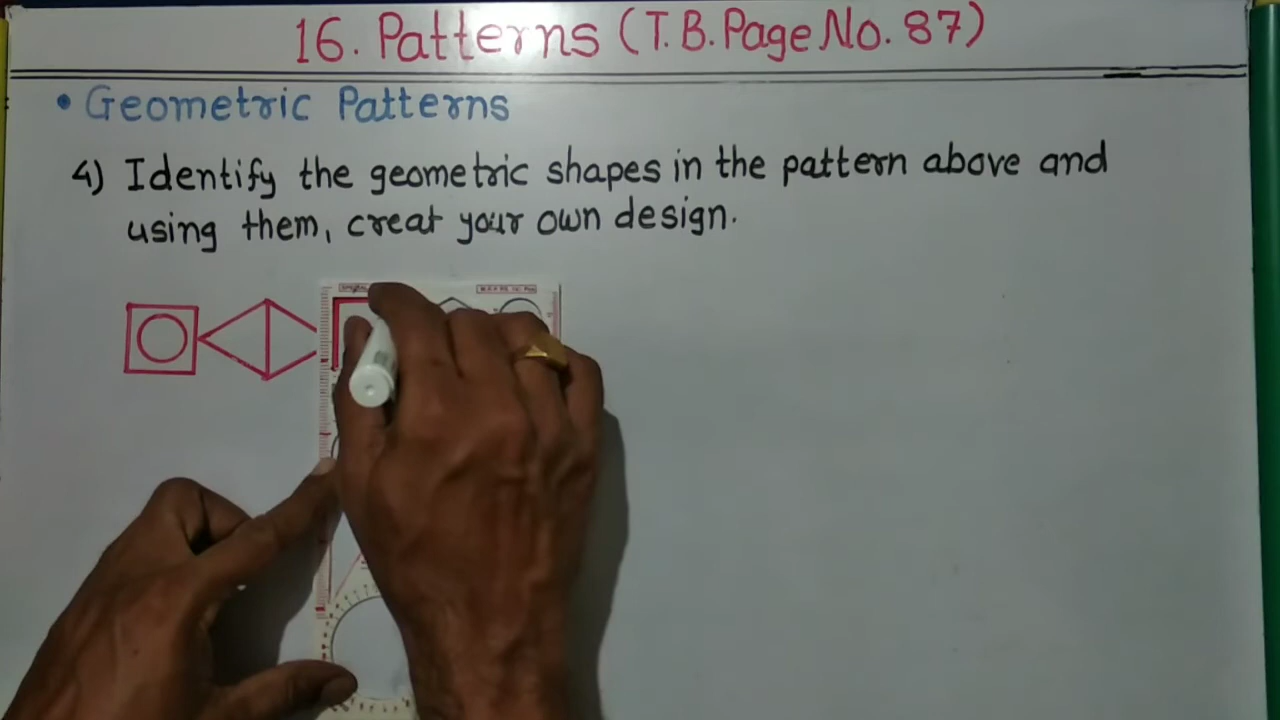 16. Patterns (T.B. Page No. 87)
• Geometric Patterns
4) Identify the geometric shapes in the pattern above and
using them, creat your own design.